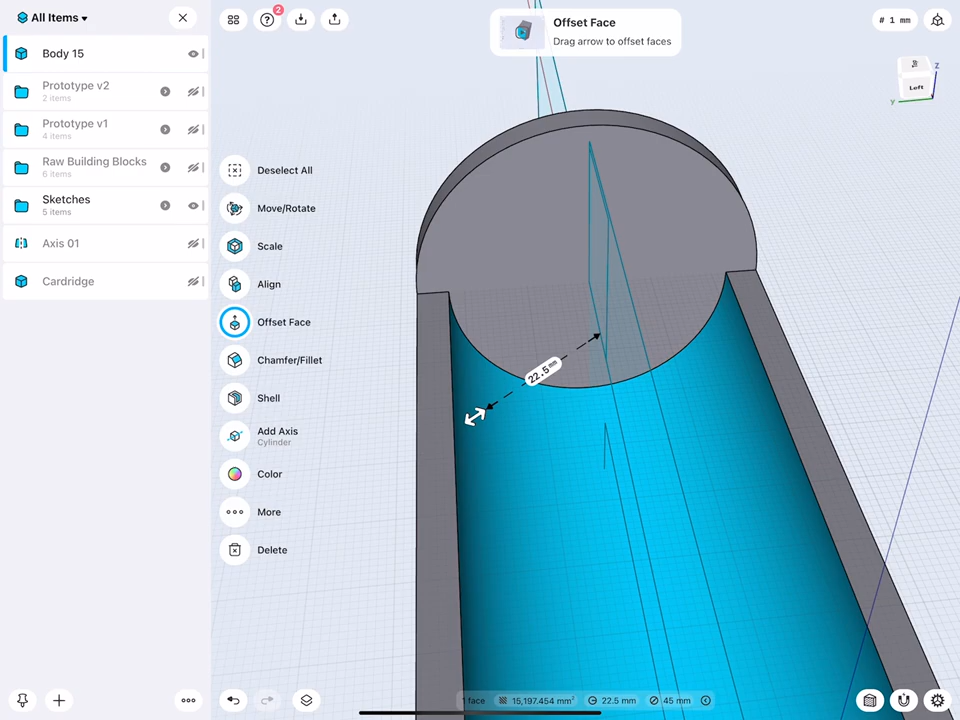 All Items
Body 15
Prototype v2
2 items
Prototype v1
4 items
Raw Building Blocks
6 items
Sketches
5 items
Axis 01
Cardridge
2
Offset Face
Drag arrow to offset faces
# 1 mm
Left
z
y
Deselect All
Move/Rotate
Scale
Align
Offset Face
Chamfer/Fillet
Shell
Add Axis
Cylinder
Color
More
Delete
22.5 mm
1 face
15,197.454 mm²
22.5 mm
45 mm